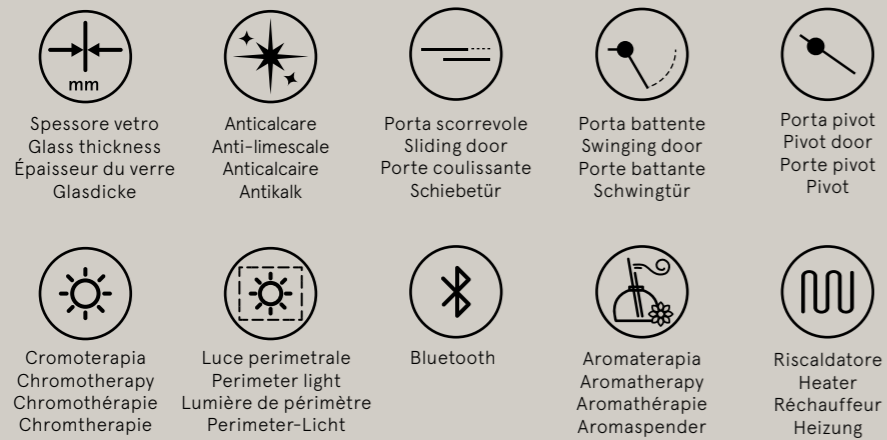 mm
Spessore vetro
Glass thickness
Épaisseur du verre
Glasdicke
Anticalcare
Anti-limescale
Anticalcaire
Antikalk
Porta scorrevole
Sliding door
Porte coulissante
Schiebetür
Porta battente
Swinging door
Porte battante
Schwingtür
Porta pivot
Pivot door
Porte pivot
Pivot
Cromoterapia
Chromotherapy
Chromothérapie
Chromtherapie
Luce perimetrale
Perimeter light
Lumière de périmètre
Perimeter-Licht
Bluetooth
Aromaterapia
Aromatherapy
Aromathérapie
Aromaspender
Riscaldatore
Heater
Réchauffeur
Heizung